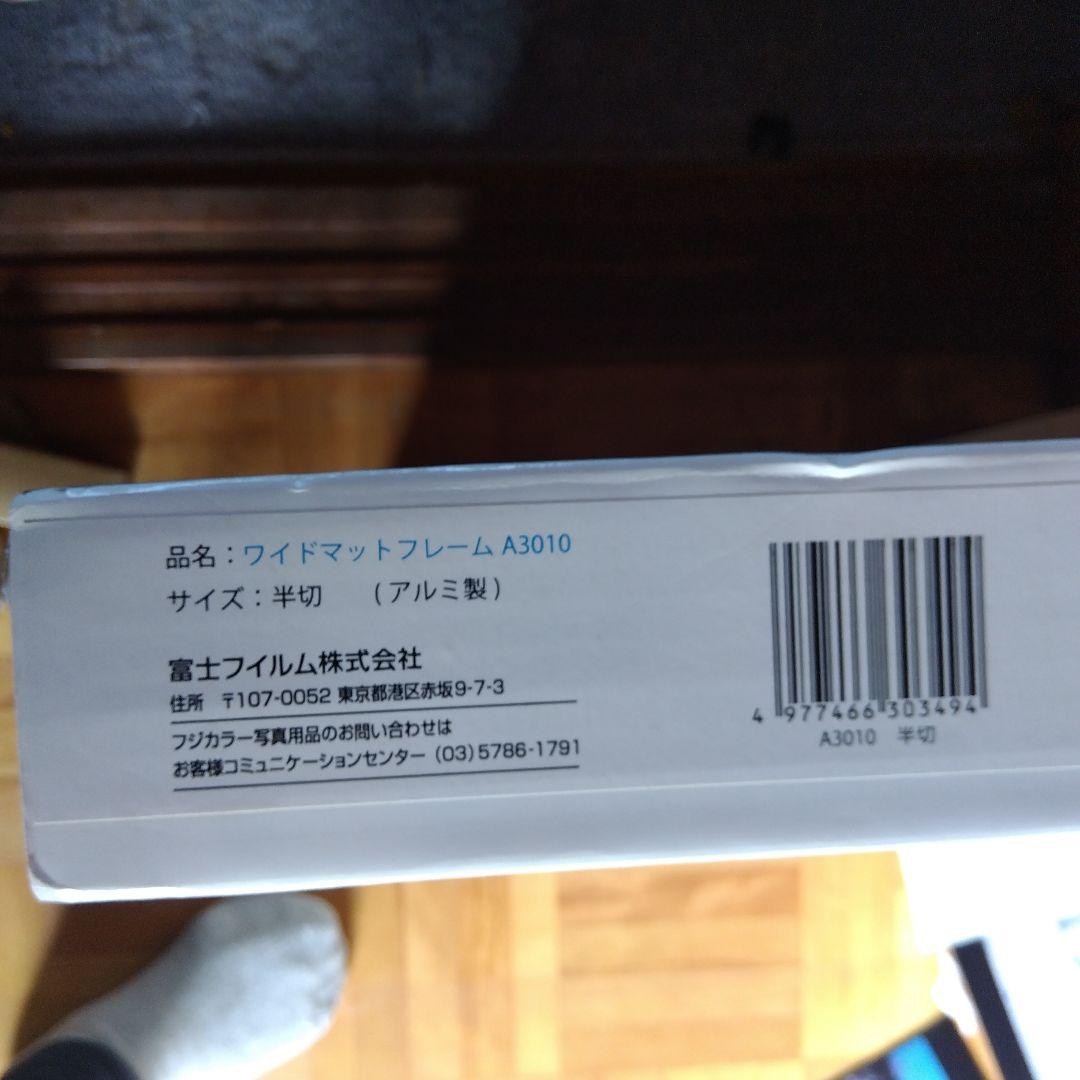 品名：ワイドマットフレーム A3010
サイズ：半切　　(アルミ製)
富士フイルム株式会社
住所　〒107-0052 東京都港区赤坂9-7-3
フジカラー写真用品のお問い合わせは
お客様コミュニケーションセンター (03)5786-1791
4 977466 303494
A3010　半切